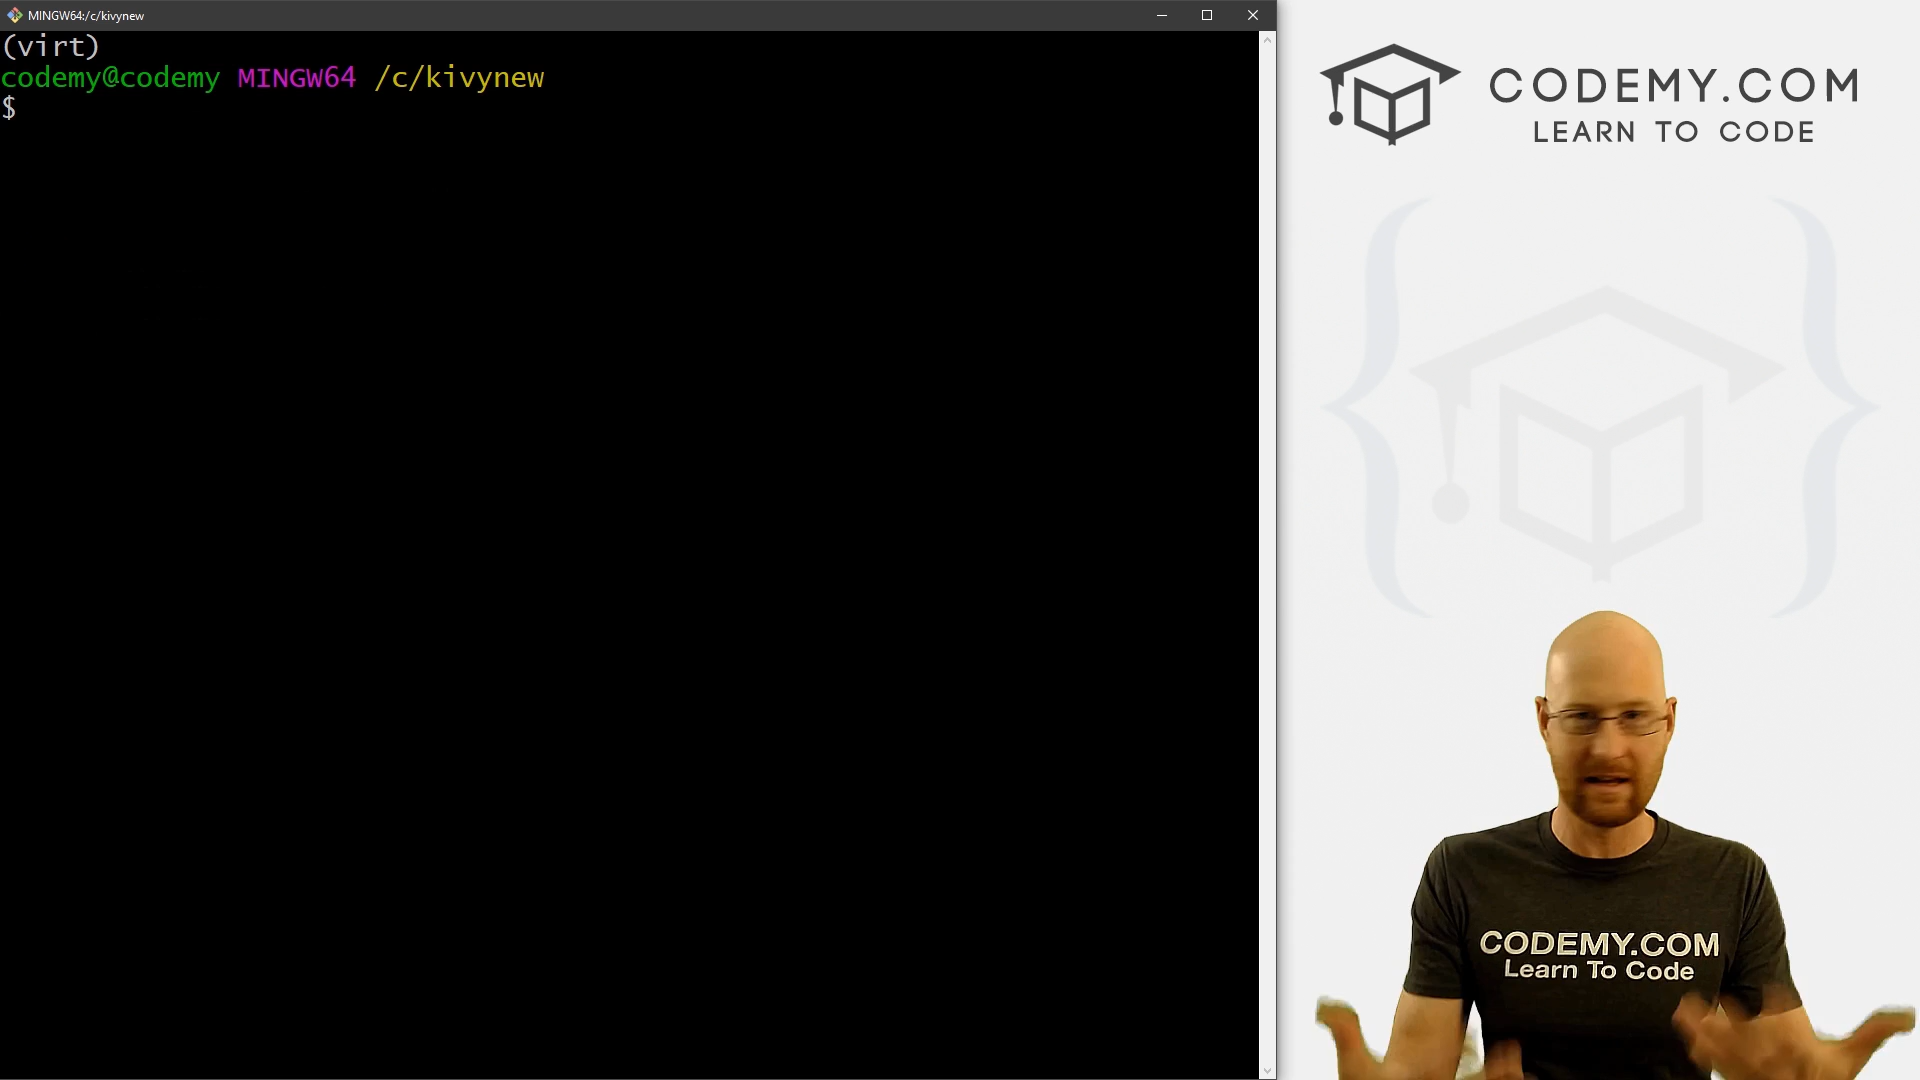 MINGW64:/c/kivynew
(virt)
codemy@codemy MINGW64 /c/kivynew
$
CODEMY.COM
LEARN TO CODE
CODEMY.COM
Learn To Code